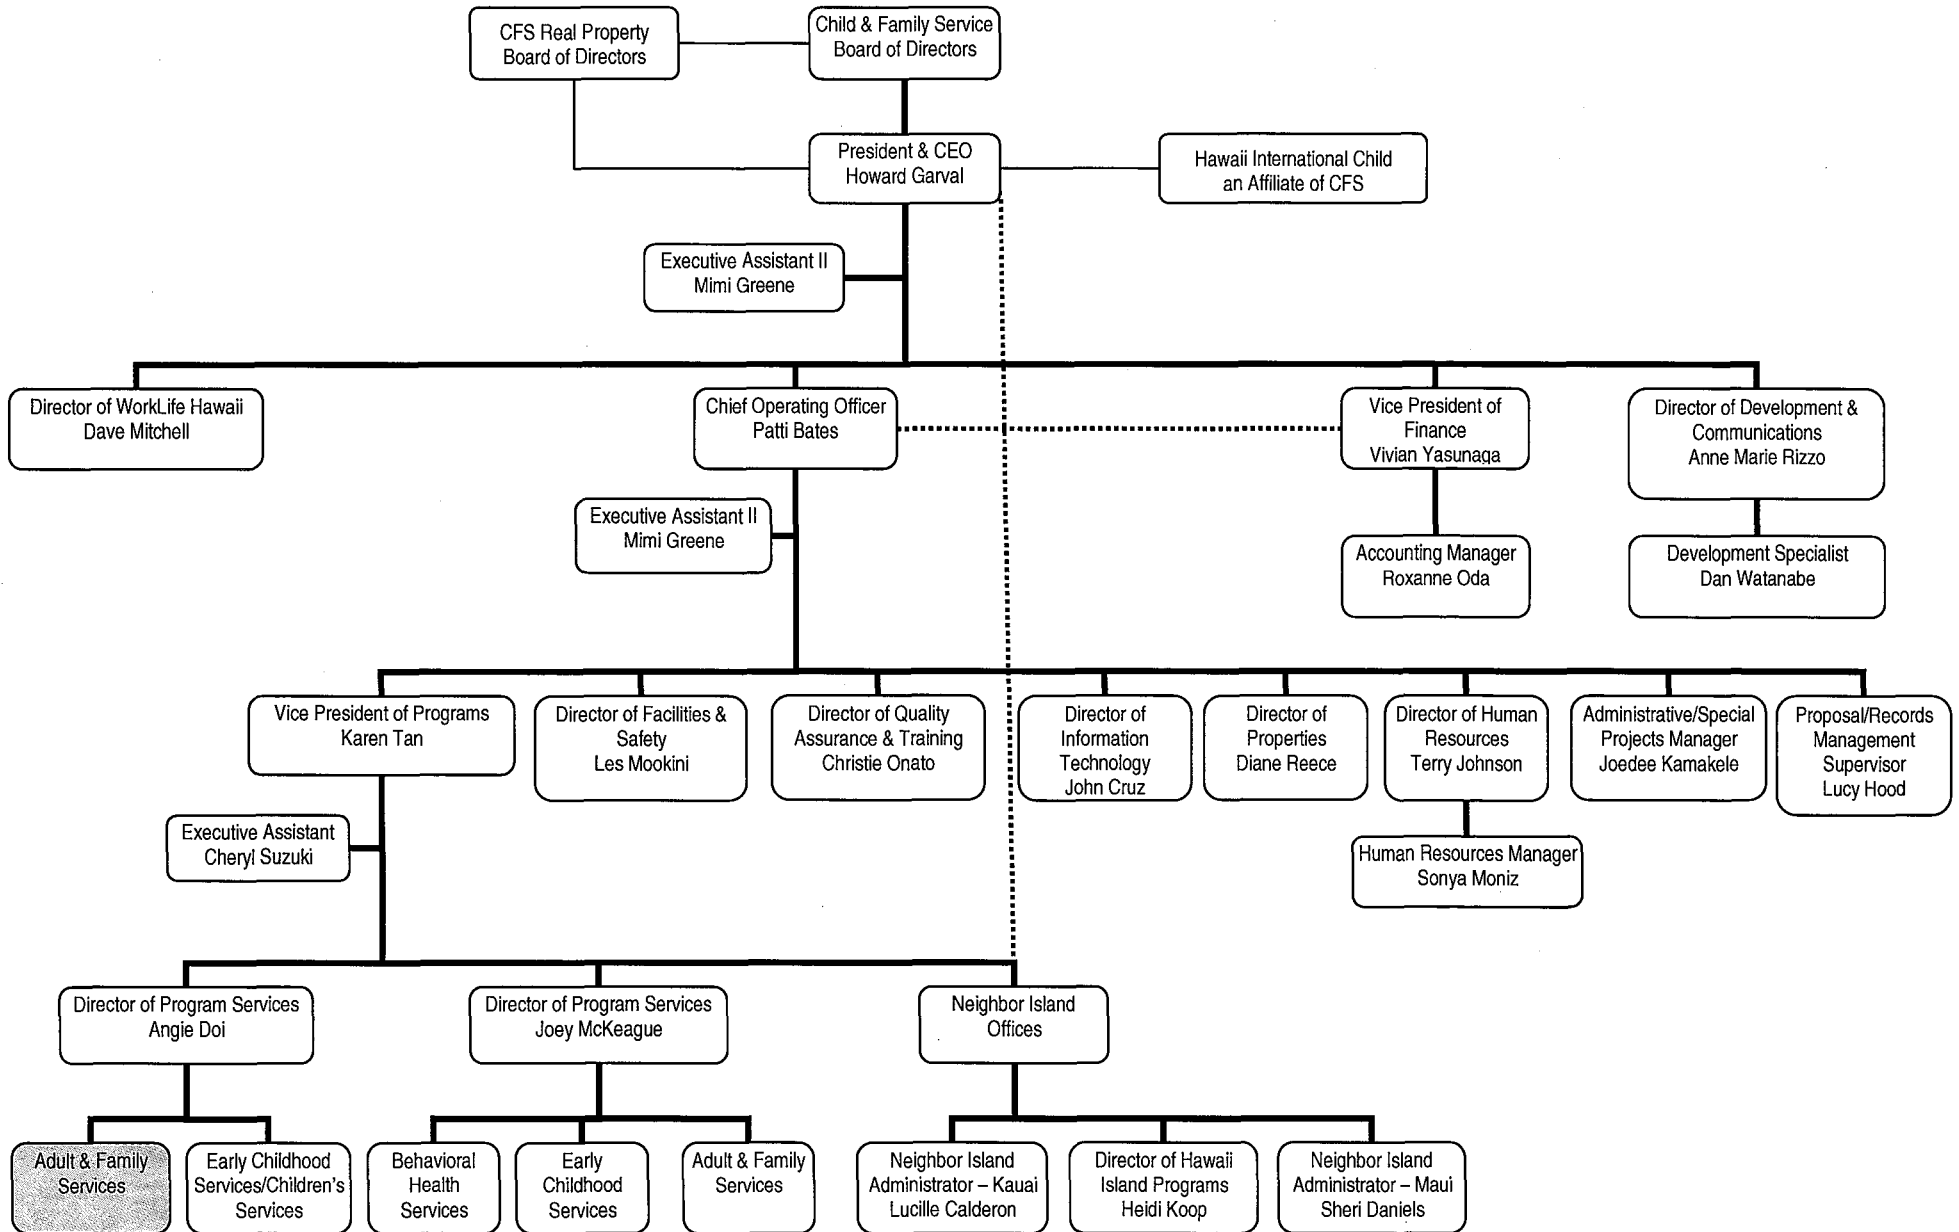 CFS Real Property
Board of Directors
Child & Family Service
Board of Directors
President & CEO
Howard Garval
Hawaii International Child
an Affiliate of CFS
Executive Assistant II
Mimi Greene
Director of WorkLife Hawaii
Dave Mitchell
Chief Operating Officer
Patti Bates
Vice President of
Finance
Vivian Yasunaga
Director of Development &
Communications
Anne Marie Rizzo
Executive Assistant II
Mimi Greene
Accounting Manager
Roxanne Oda
Development Specialist
Dan Watanabe
Vice President of Programs
Karen Tan
Director of Facilities &
Safety
Les Mookini
Director of Quality
Assurance & Training
Christie Onato
Director of
Information
Technology
John Cruz
Director of
Properties
Diane Reece
Director of Human
Resources
Terry Johnson
Administrative/Special
Projects Manager
Joedee Kamakele
Proposal/Records
Management
Supervisor
Lucy Hood
Executive Assistant
Cheryl Suzuki
Human Resources Manager
Sonya Moniz
Director of Program Services
Angie Doi
Director of Program Services
Joey McKeague
Neighbor Island
Offices
Adult & Family
Services
Early Childhood
Services/Children's
Services
Behavioral
Health
Services
Early
Childhood
Services
Adult & Family
Services
Neighbor Island
Administrator – Kauai
Lucille Calderon
Director of Hawaii
Island Programs
Heidi Koop
Neighbor Island
Administrator – Maui
Sheri Daniels